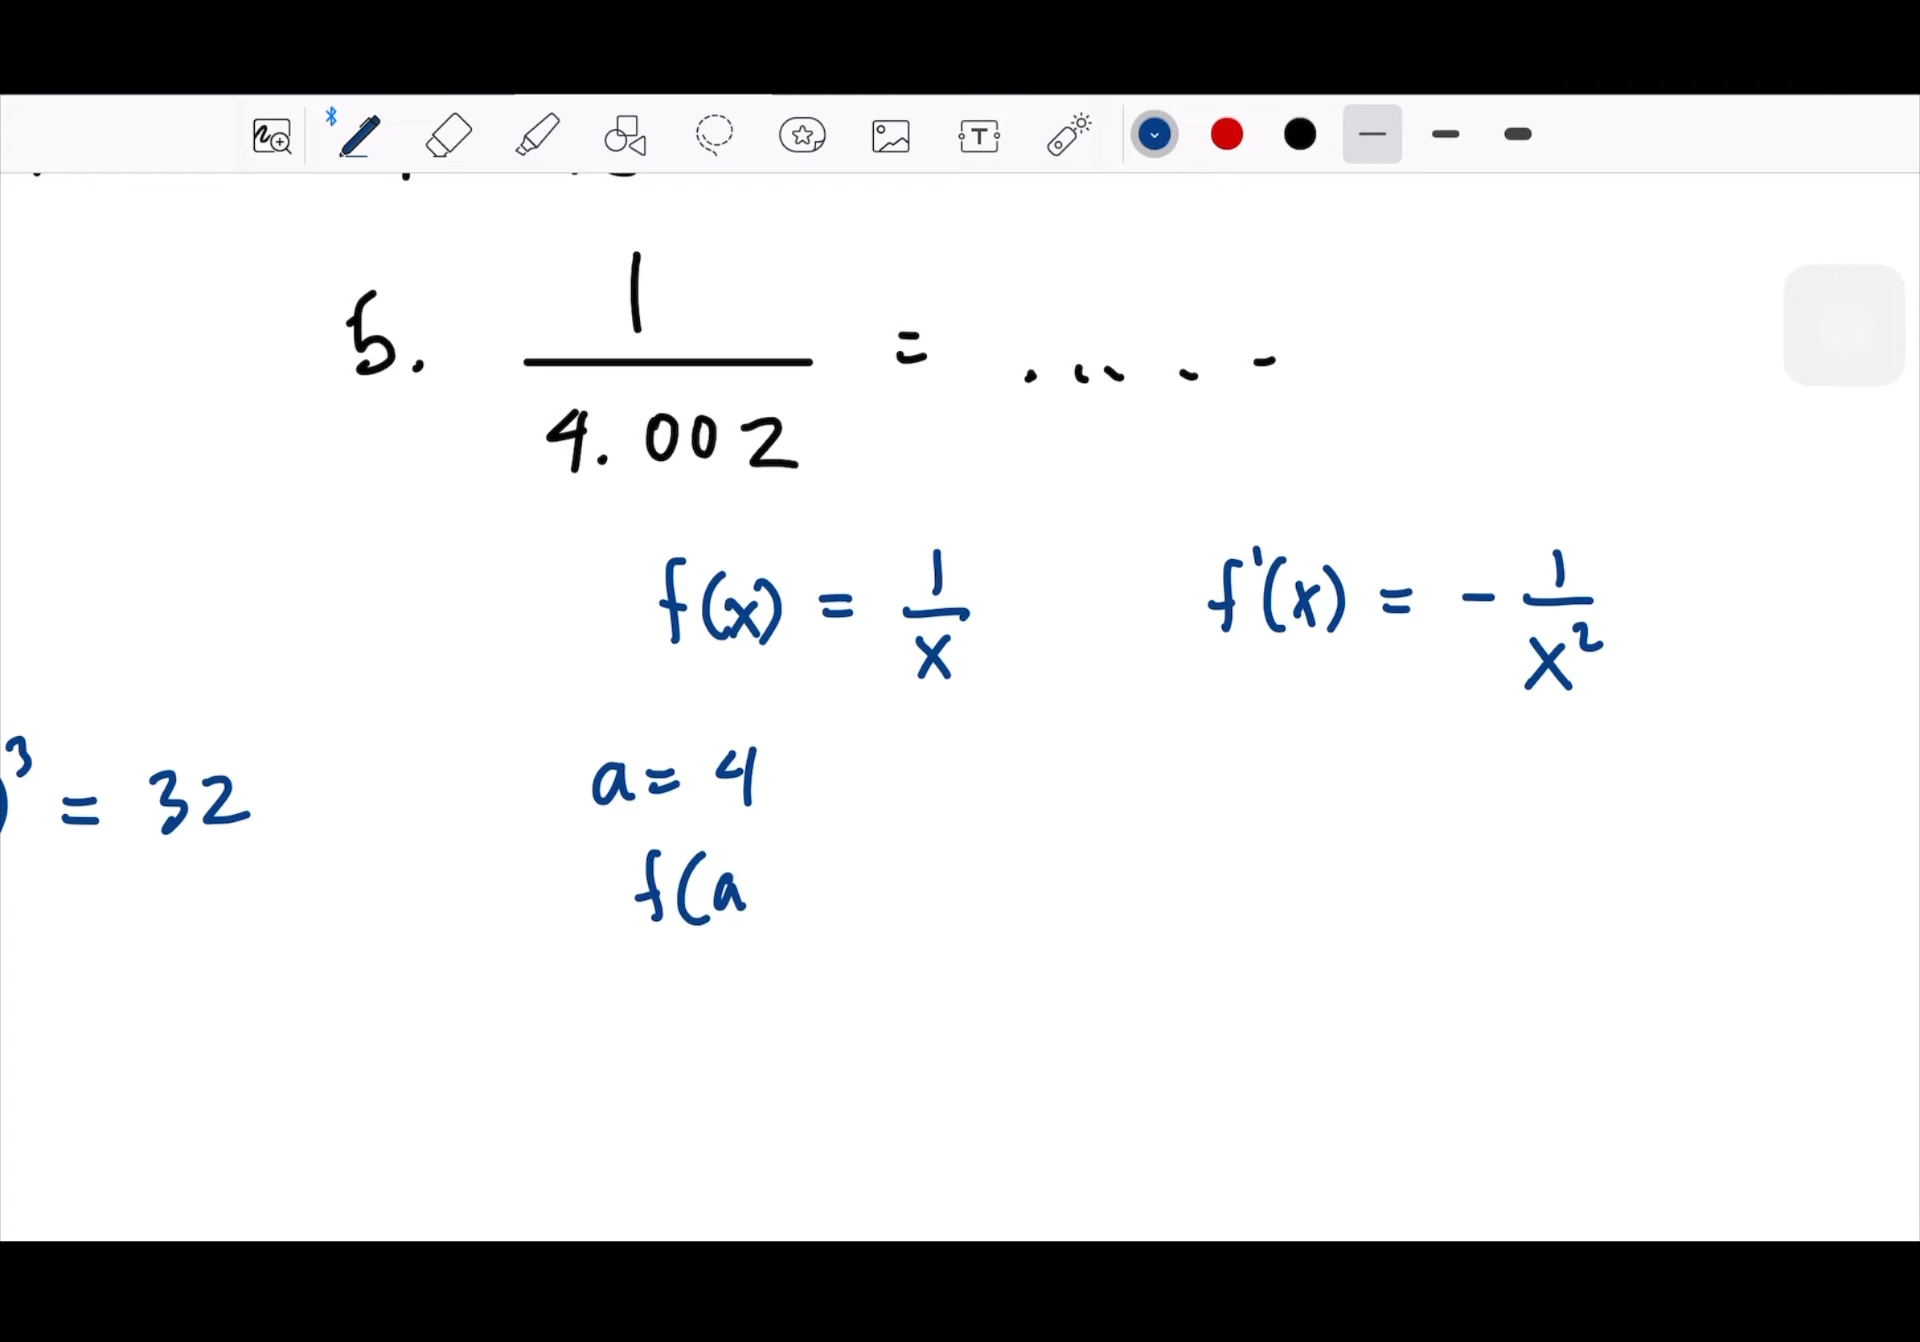 5. 1/4.002 = .....
f(x) = 1/x f'(x) = - 1/x²
)³ = 32 a = 4
f(a